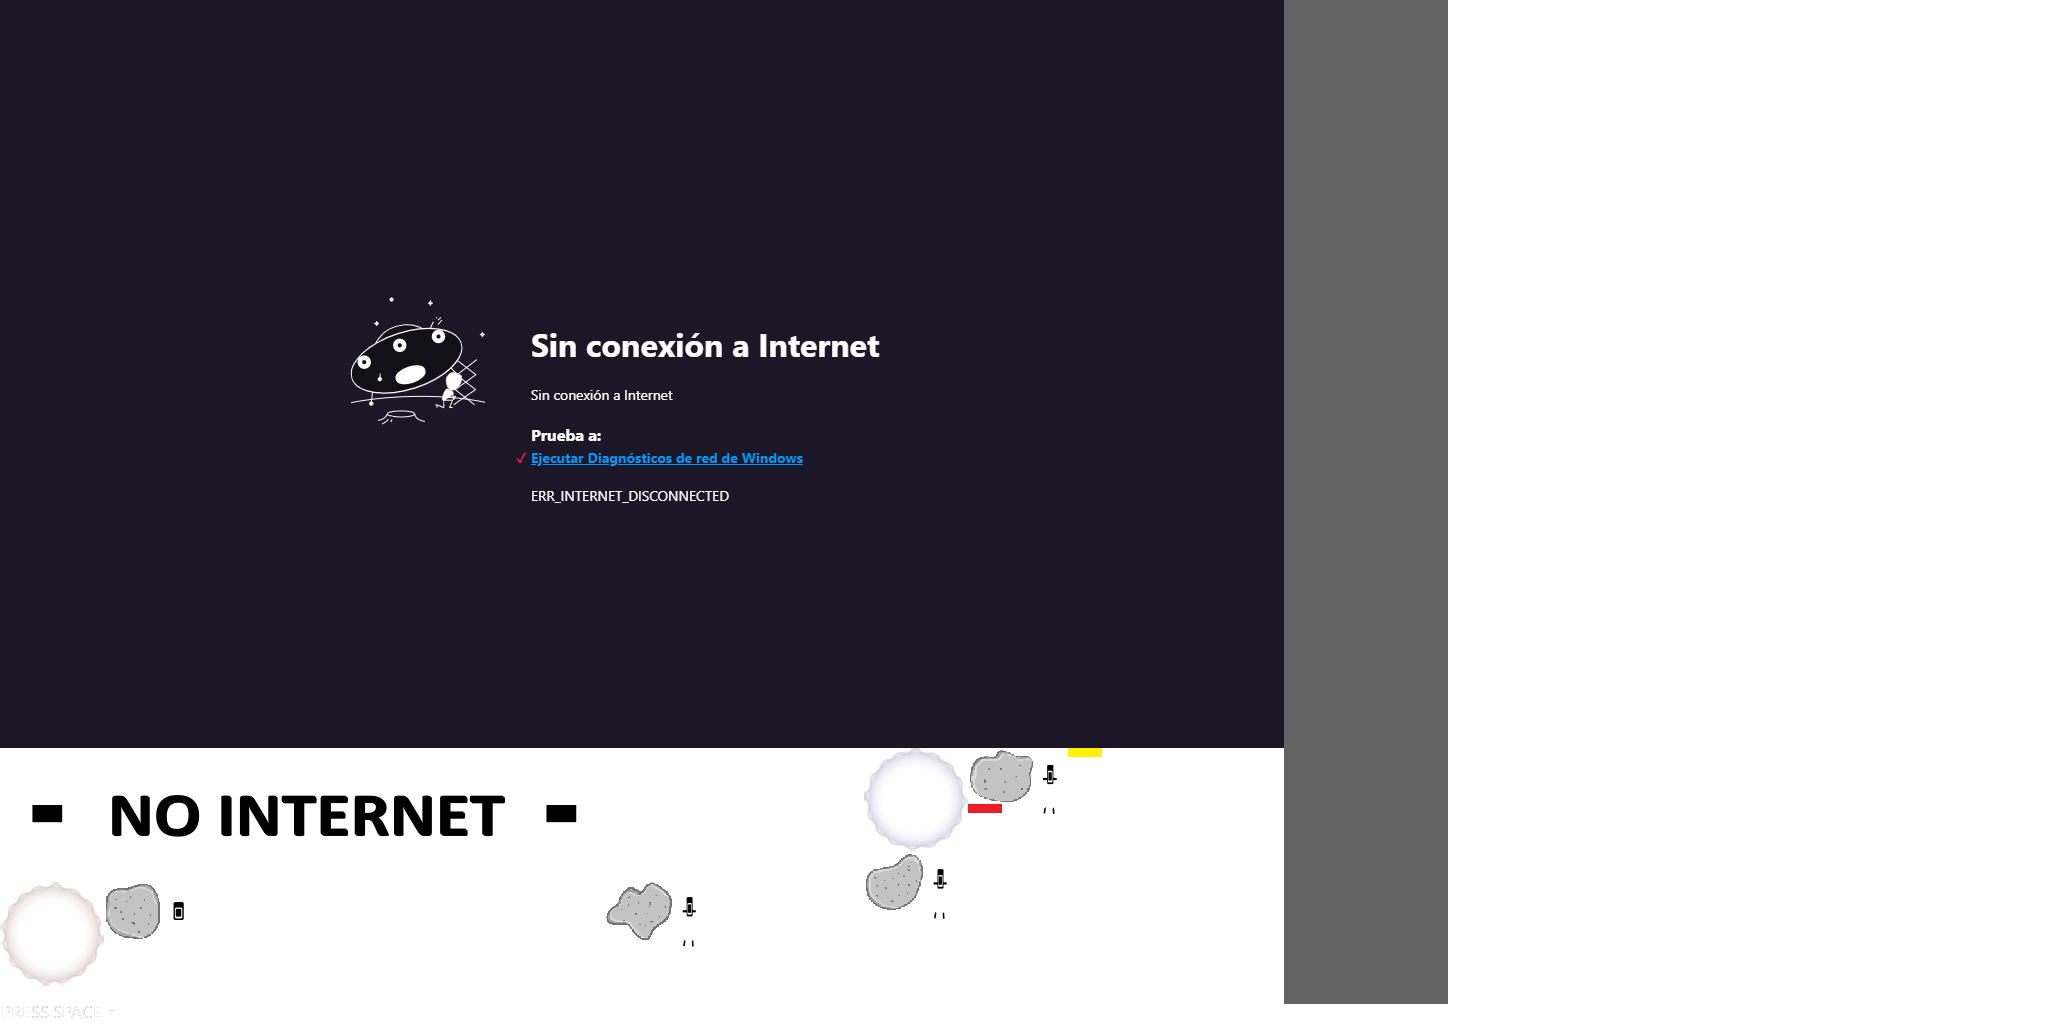 Sin conexión a Internet
Sin conexión a Internet
Prueba a:
Ejecutar Diagnósticos de red de Windows
ERR_INTERNET_DISCONNECTED
- NO INTERNET -
PRESS SPACE -